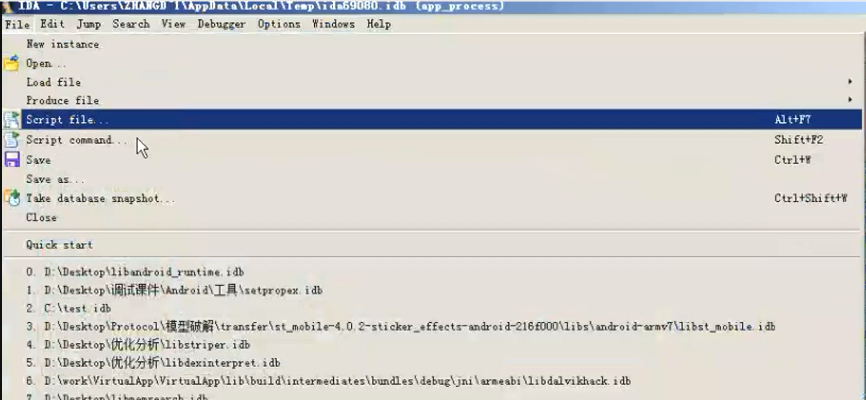 IDA - C:\Users\ZHANGD~1\AppData\Local\Temp\ida69080.idb (app_process)
File Edit Jump Search View Debugger Options Windows Help
New instance
Open...
Load file
Produce file
Script file... Alt+F7
Script command... Shift+F2
Save Ctrl+W
Save as...
Take database snapshot... Ctrl+Shift+W
Close
Quick start
0. D:\Desktop\libandroid_runtime.idb
1. D:\Desktop\调试课件\Android\工具\setpropex.idb
2. C:\test.idb
3. D:\Desktop\Protocol\模型破解\transfer\st_mobile-4.0.2-sticker_effects-android-216f000\libs\android-armv7\libst_mobile.idb
4. D:\Desktop\优化分析\libstriper.idb
5. D:\Desktop\优化分析\libdexinterpret.idb
6. D:\work\VirtualApp\VirtualApp\lib\build\intermediates\bundles\debug\jni\armeabi\libdalvikhack.idb
7. D:\Desktop\libmemsearch.idb